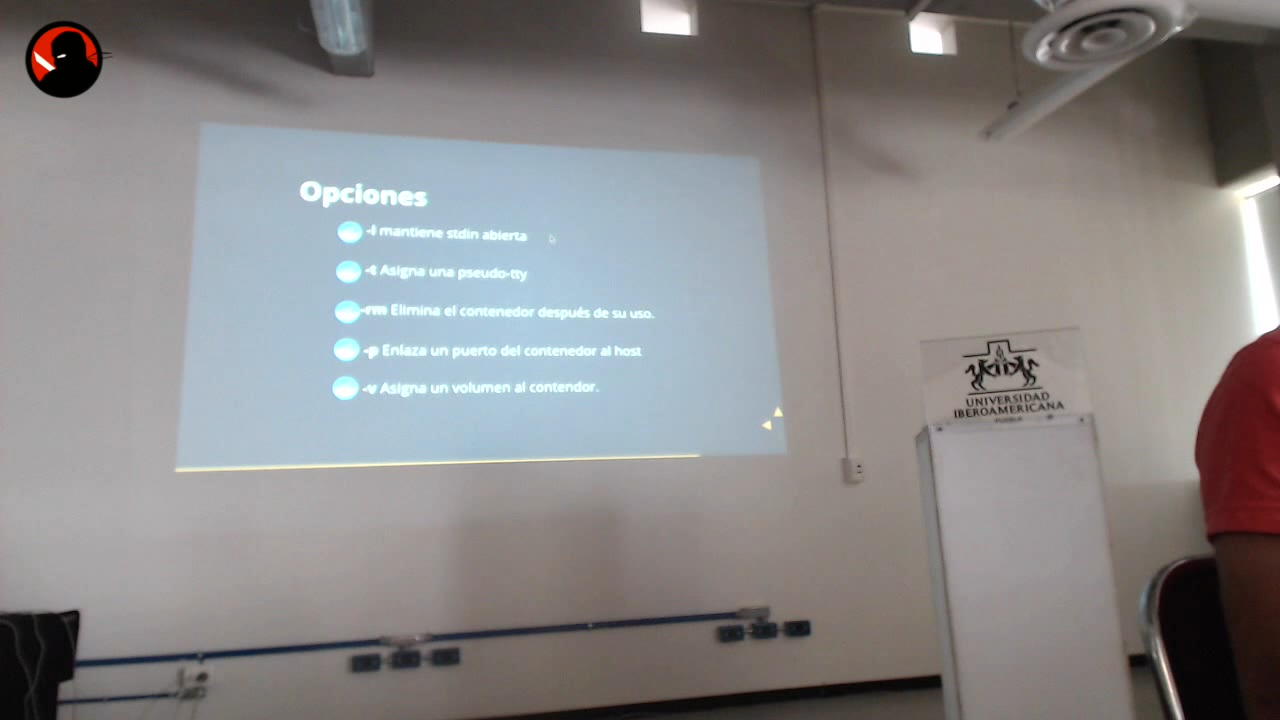 Opciones
-i mantiene stdin abierta
-t Asigna una pseudo-tty
-rm Elimina el contenedor después de su uso.
-p Enlaza un puerto del contenedor al host
-v Asigna un volumen al contendor.
UNIVERSIDAD
IBEROAMERICANA
PUEBLA